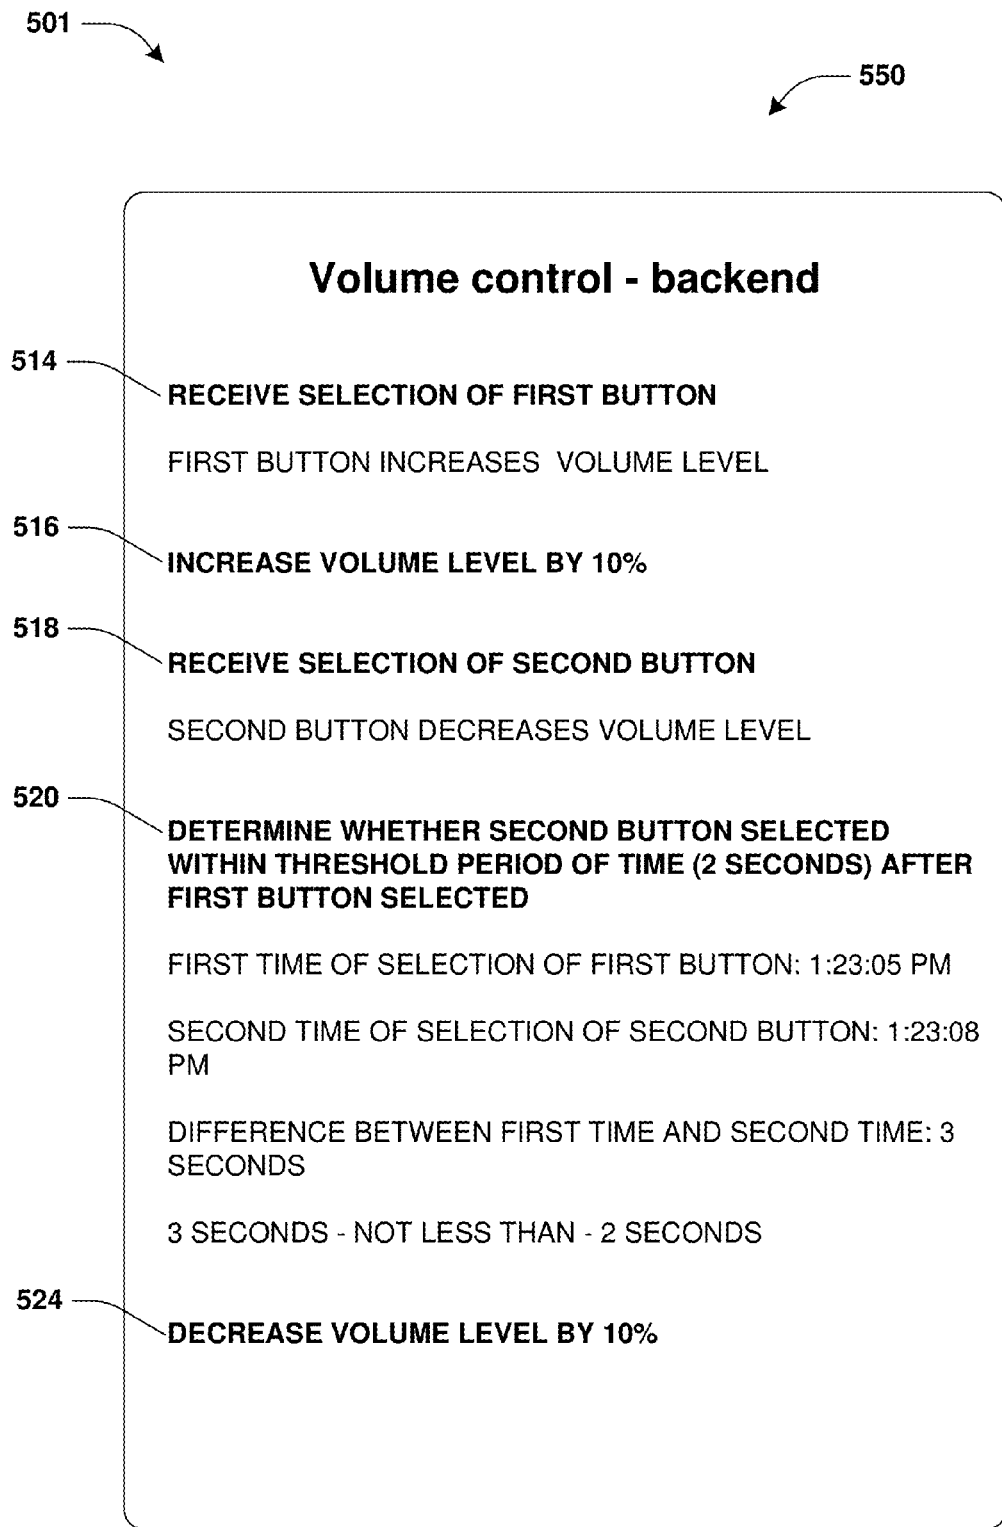 501
550
Volume control - backend
514
RECEIVE SELECTION OF FIRST BUTTON
FIRST BUTTON INCREASES VOLUME LEVEL
516
INCREASE VOLUME LEVEL BY 10%
518
RECEIVE SELECTION OF SECOND BUTTON
SECOND BUTTON DECREASES VOLUME LEVEL
520
DETERMINE WHETHER SECOND BUTTON SELECTED
WITHIN THRESHOLD PERIOD OF TIME (2 SECONDS) AFTER
FIRST BUTTON SELECTED
FIRST TIME OF SELECTION OF FIRST BUTTON: 1:23:05 PM
SECOND TIME OF SELECTION OF SECOND BUTTON: 1:23:08
PM
DIFFERENCE BETWEEN FIRST TIME AND SECOND TIME: 3
SECONDS
3 SECONDS - NOT LESS THAN - 2 SECONDS
524
DECREASE VOLUME LEVEL BY 10%